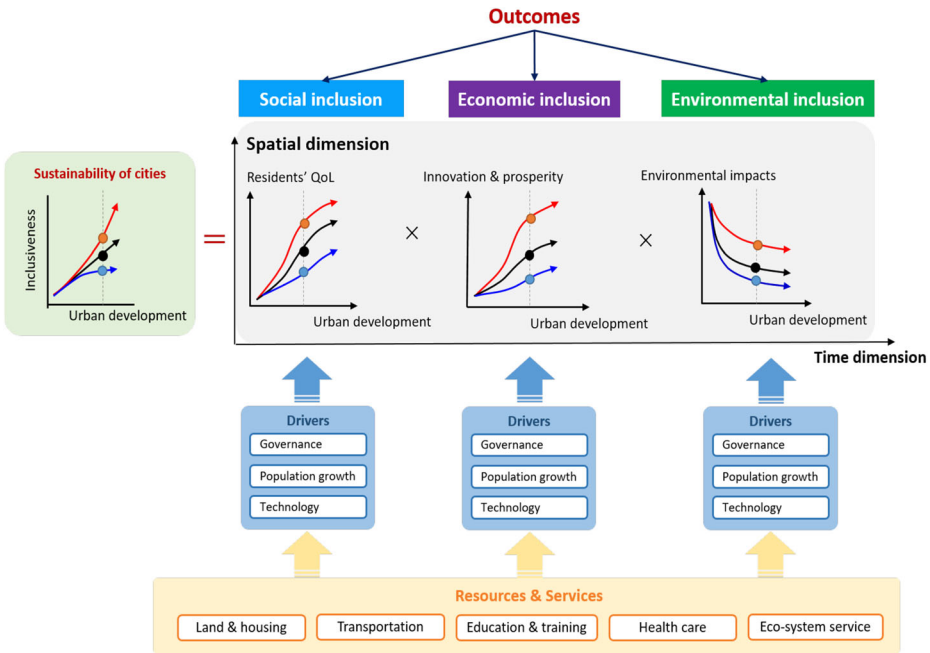 Outcomes
Social inclusion
Economic inclusion
Environmental inclusion
Spatial dimension
Sustainability of cities
Inclusiveness
Urban development
=
Residents' QoL
Urban development
×
Innovation & prosperity
Urban development
×
Environmental impacts
Urban development
Time dimension
Drivers
Governance
Population growth
Technology
Drivers
Governance
Population growth
Technology
Drivers
Governance
Population growth
Technology
Resources & Services
Land & housing
Transportation
Education & training
Health care
Eco-system service